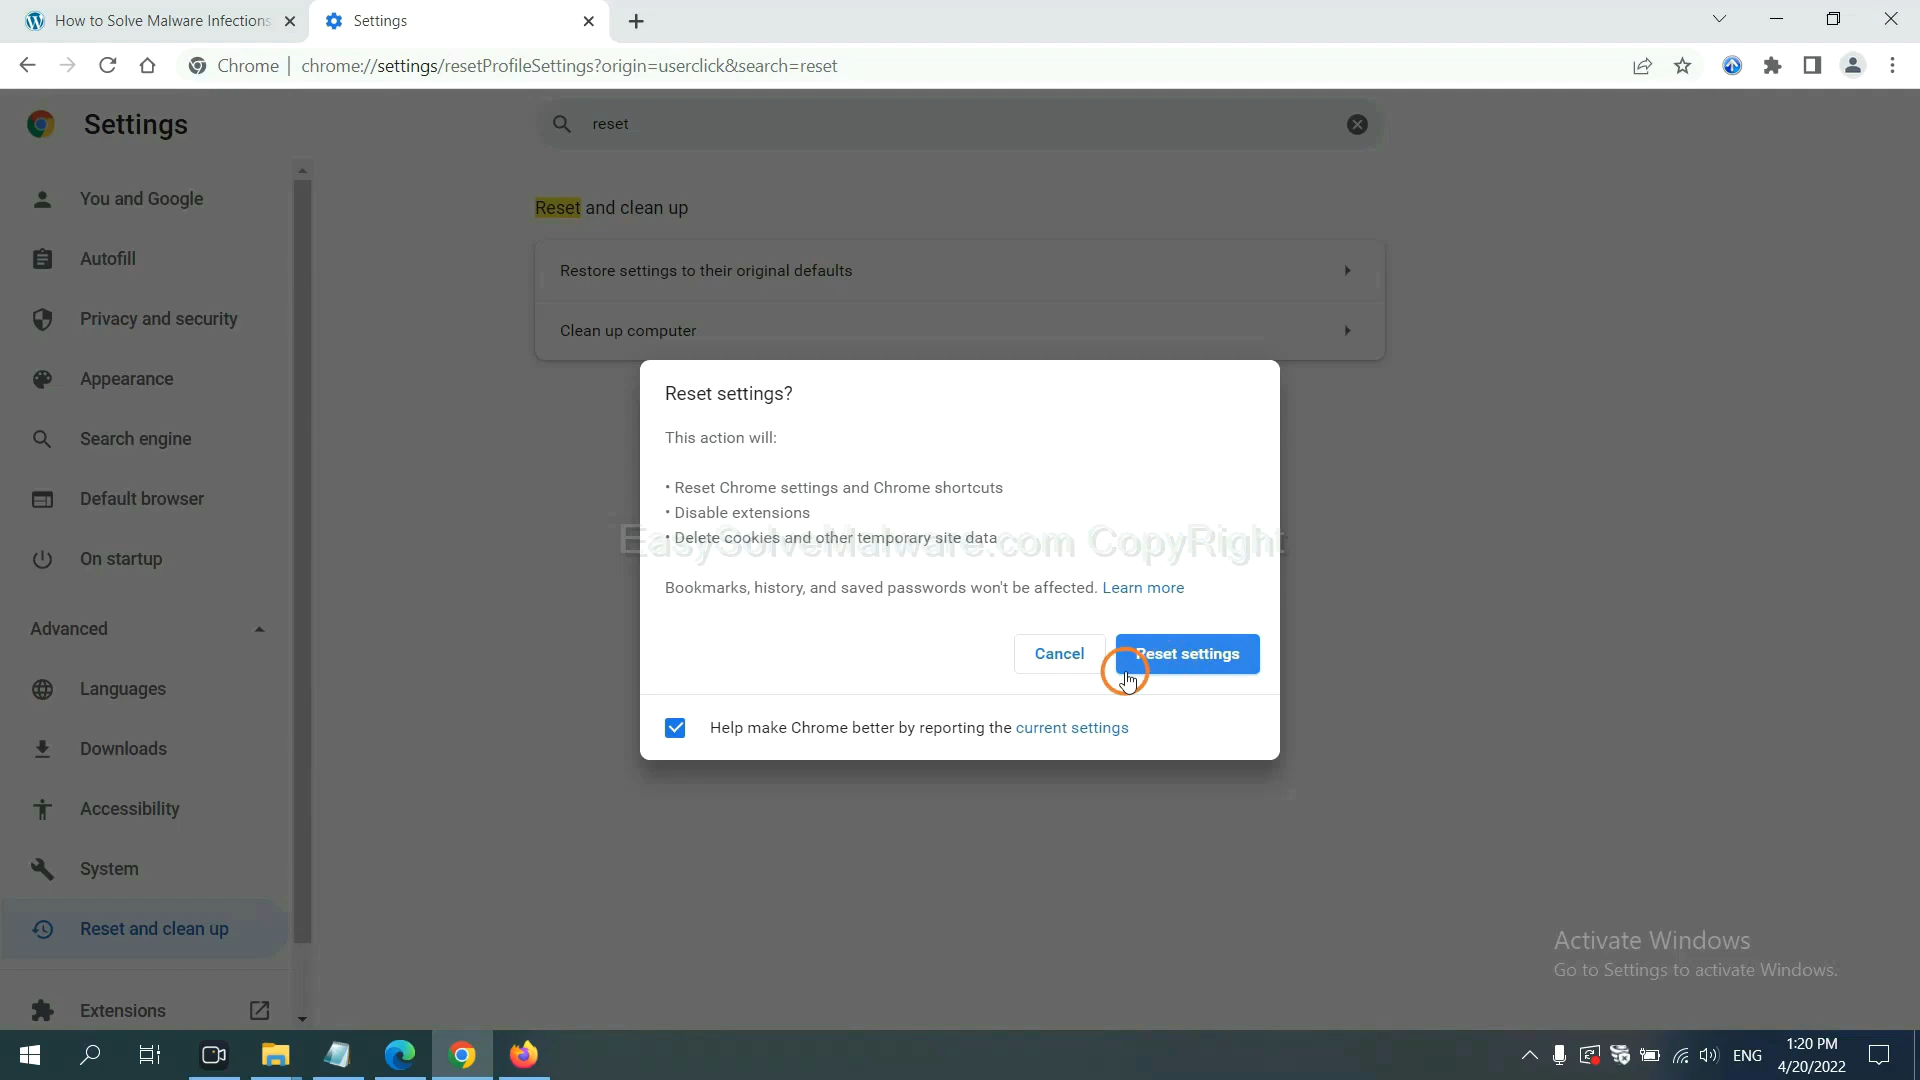 How to Solve Malware Infections
Settings
Chrome | chrome://settings/resetProfileSettings?origin=userclick&search=reset
Settings
reset
You and Google
Autofill
Privacy and security
Appearance
Search engine
Default browser
On startup
Advanced
Languages
Downloads
Accessibility
System
Reset and clean up
Extensions
Reset and clean up
Restore settings to their original defaults
Clean up computer
Reset settings?
This action will:
• Reset Chrome settings and Chrome shortcuts
• Disable extensions
• Delete cookies and other temporary site data
EasySolveMalware.com CopyRight
Bookmarks, history, and saved passwords won't be affected. Learn more
Cancel
Reset settings
Help make Chrome better by reporting the current settings
Activate Windows
Go to Settings to activate Windows.
ENG
1:20 PM
4/20/2022